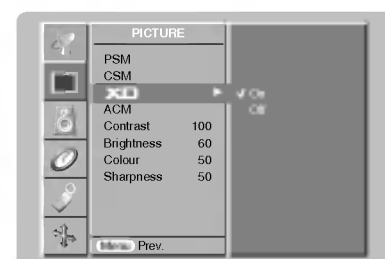 PICTURE
PSM
CSM
XD
ACM
Contrast 100
Brightness 60
Colour 50
Sharpness 50
On
Off
Menu Prev.